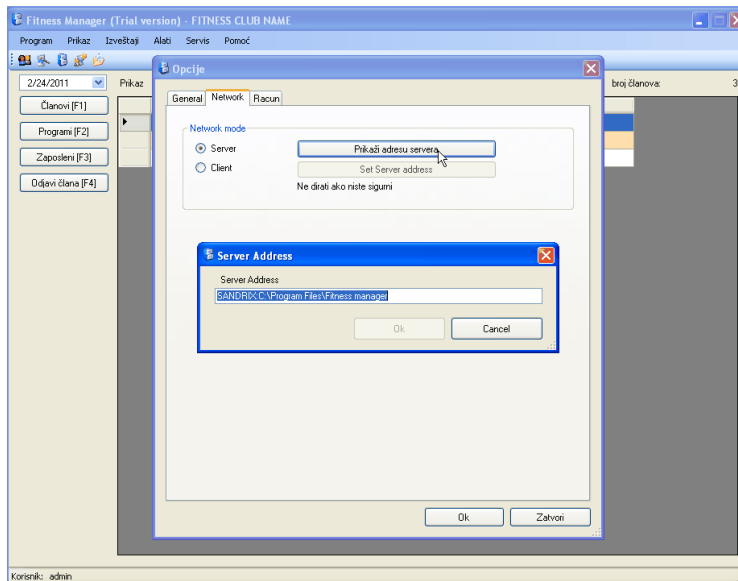 Fitness Manager (Trial version) - FITNESS CLUB NAME
Program Prikaz Izveštaji Alati Servis Pomoć
2/24/2011 Prikaz broj članova: 3
Članovi [F1]
Programi [F2]
Zaposleni [F3]
Odjavi člana [F4]
Opcije
General Network Racun
Network mode
Server Prikaži adresu servera
Client Set Server address
Ne dirati ako niste sigurni
Server Address
Server Address
SANDRIX:C:\Program Files\Fitness manager
Ok Cancel
Ok Zatvori
Korisnik: admin